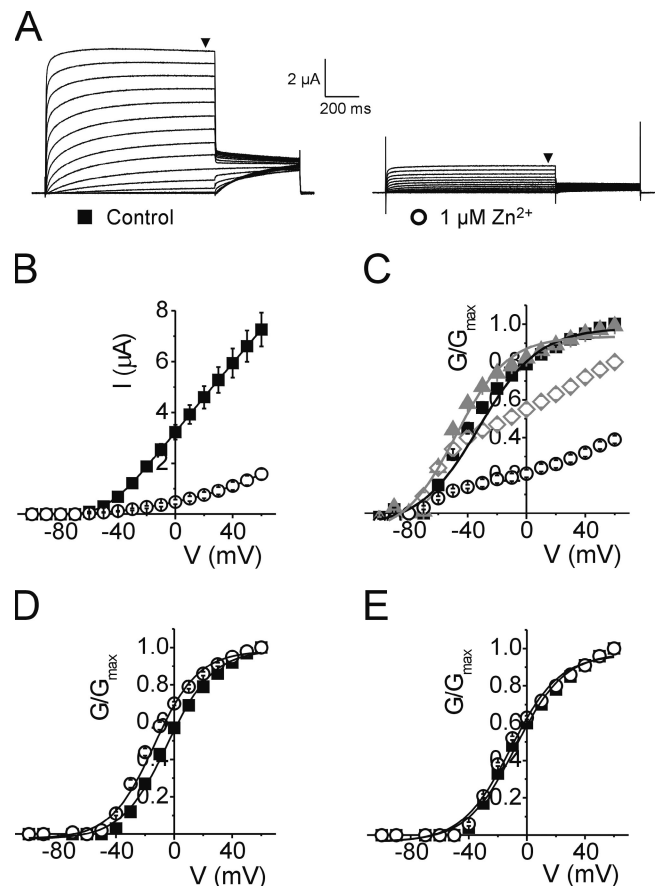 A
2 µA
200 ms
Control
1 µM Zn²⁺
B
C
8
6
4
2
I (µA)
-80 -40 0 40
V (mV)
1.0
0.8
0.6
0.4
0.2
G/Gmax
-80 -40 0 40
V (mV)
D
E
1.0
0.8
0.6
0.4
0.2
G/Gmax
-80 -40 0 40
V (mV)
1.0
0.8
0.6
0.4
0.2
G/Gmax
-80 -40 0 40
V (mV)